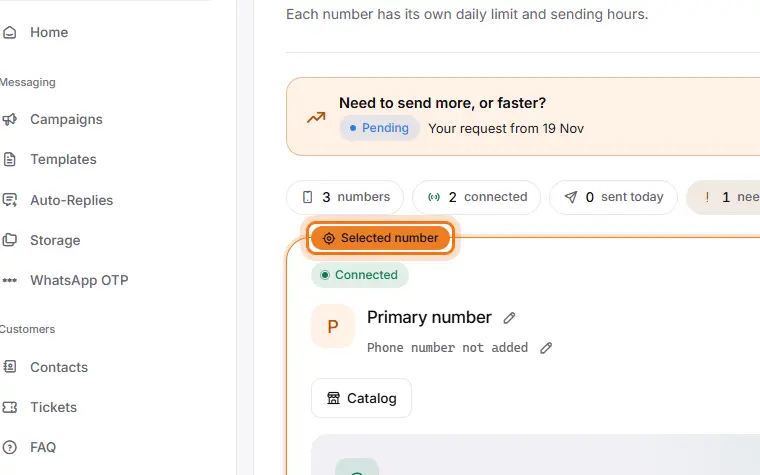 Each number has its own daily limit and sending hours.
Home
Messaging
Campaigns
Templates
Auto-Replies
Storage
WhatsApp OTP
Customers
Contacts
Tickets
FAQ
Need to send more, or faster?
Pending Your request from 19 Nov
3 numbers 2 connected 0 sent today ! 1
Selected number
Connected
P Primary number
Phone number not added
Catalog